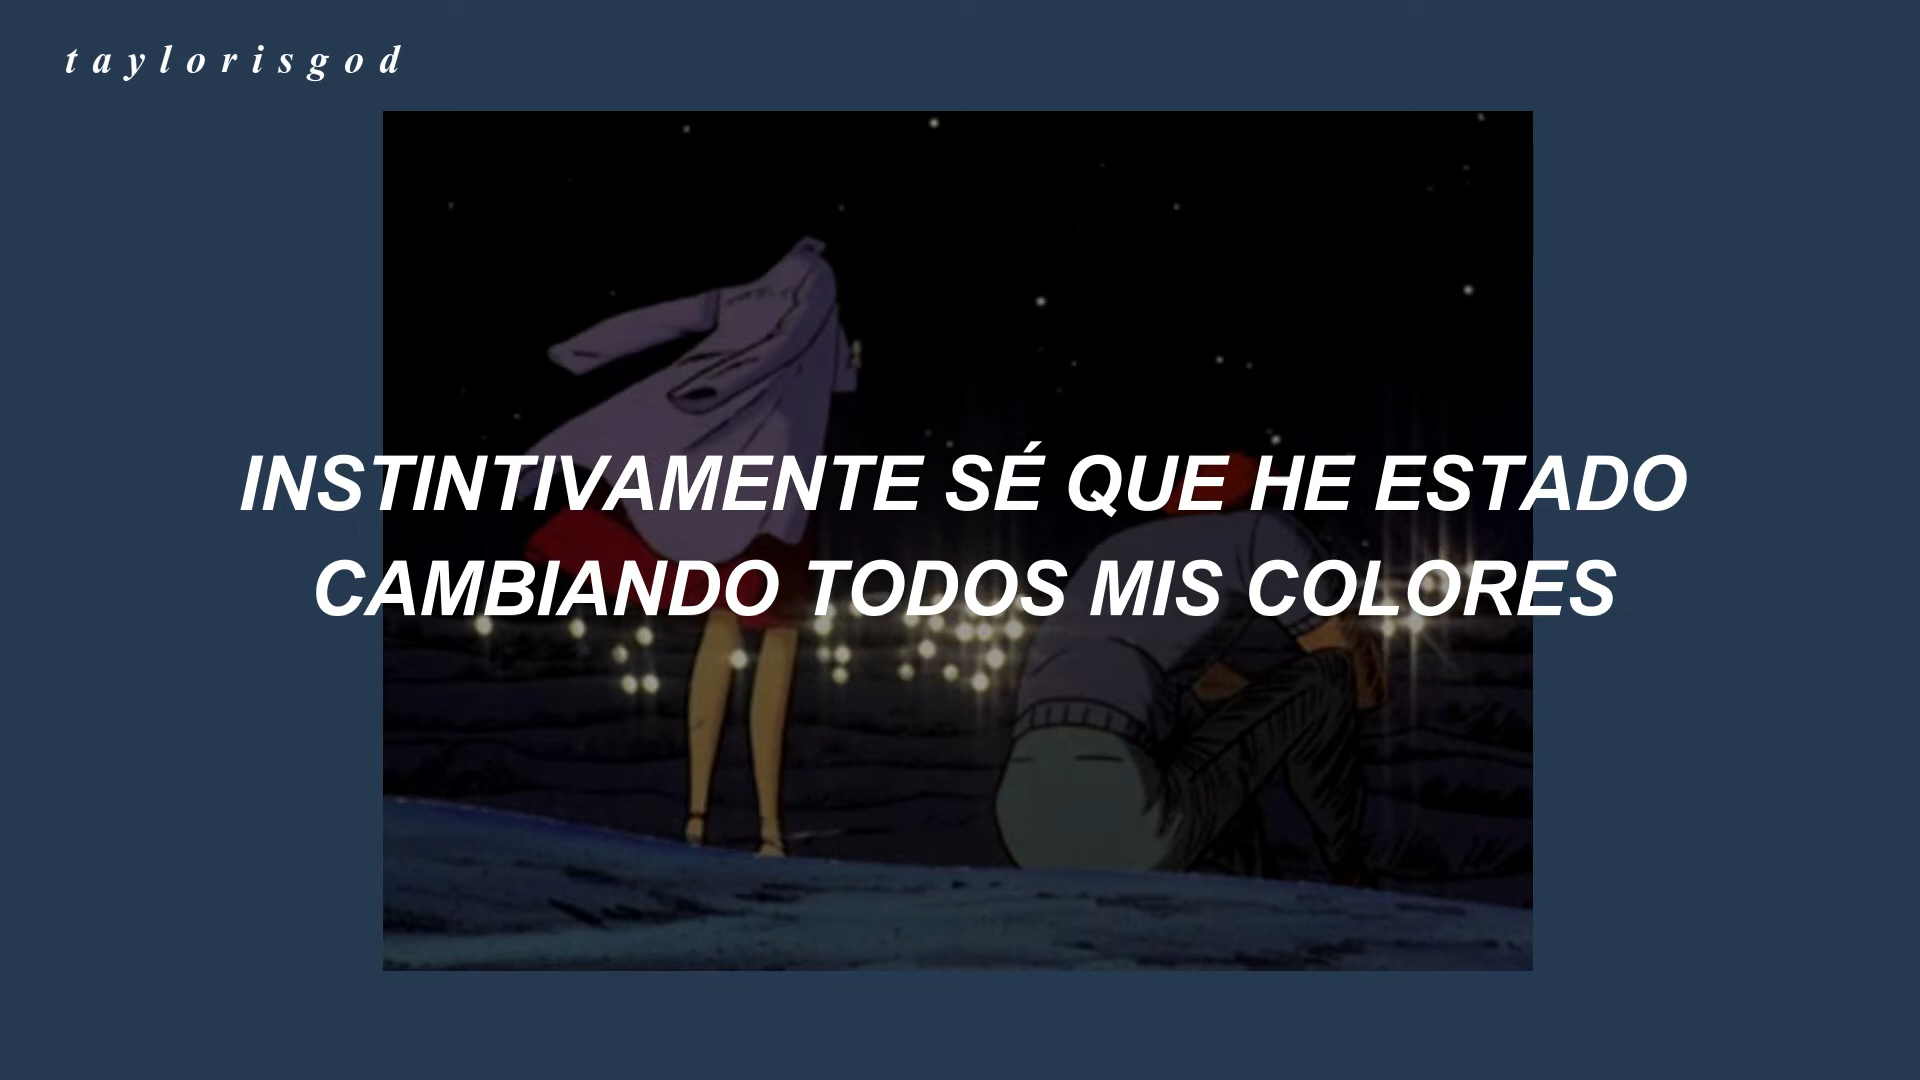 taylorisgod
INSTINTIVAMENTE SÉ QUE HE ESTADO
CAMBIANDO TODOS MIS COLORES